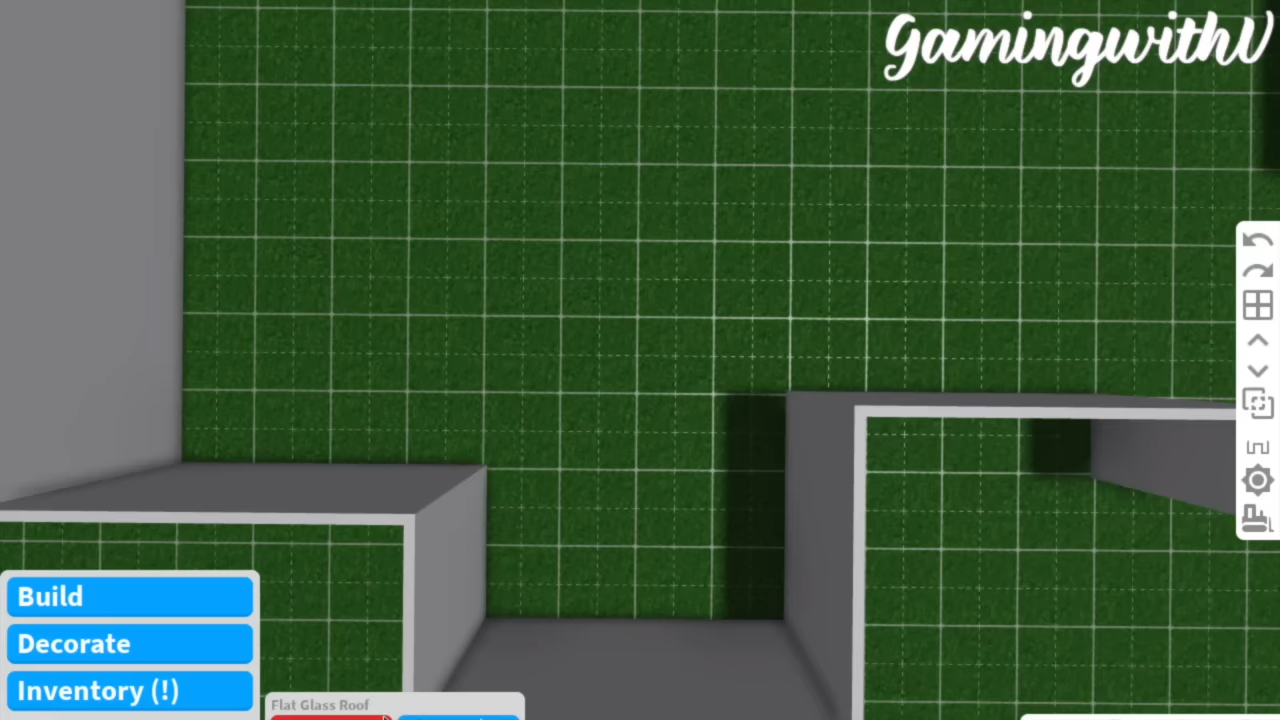 GamingwithV
Build
Decorate
Inventory (!)
Flat Glass Roof